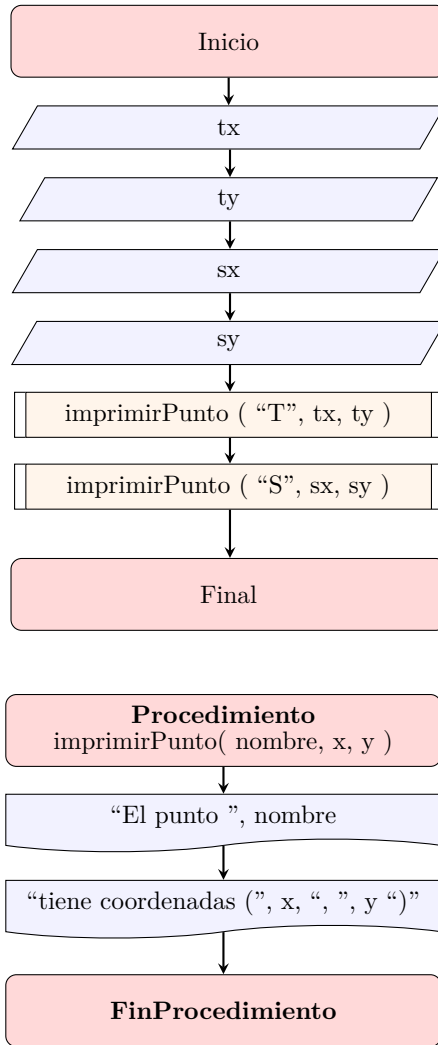 Inicio
tx
ty
sx
sy
imprimirPunto ( “T”, tx, ty )
imprimirPunto ( “S”, sx, sy )
Final
Procedimiento
imprimirPunto( nombre, x, y )
“El punto ”, nombre
“tiene coordenadas (”, x, “, ”, y “)”
FinProcedimiento